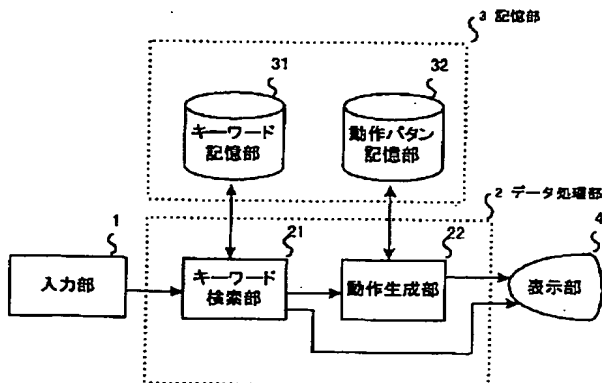 3 記憶部
31
32
キーワード
記憶部
動作パタン
記憶部
2 データ処理部
1
21
22
4
入力部
キーワード
検索部
動作生成部
表示部